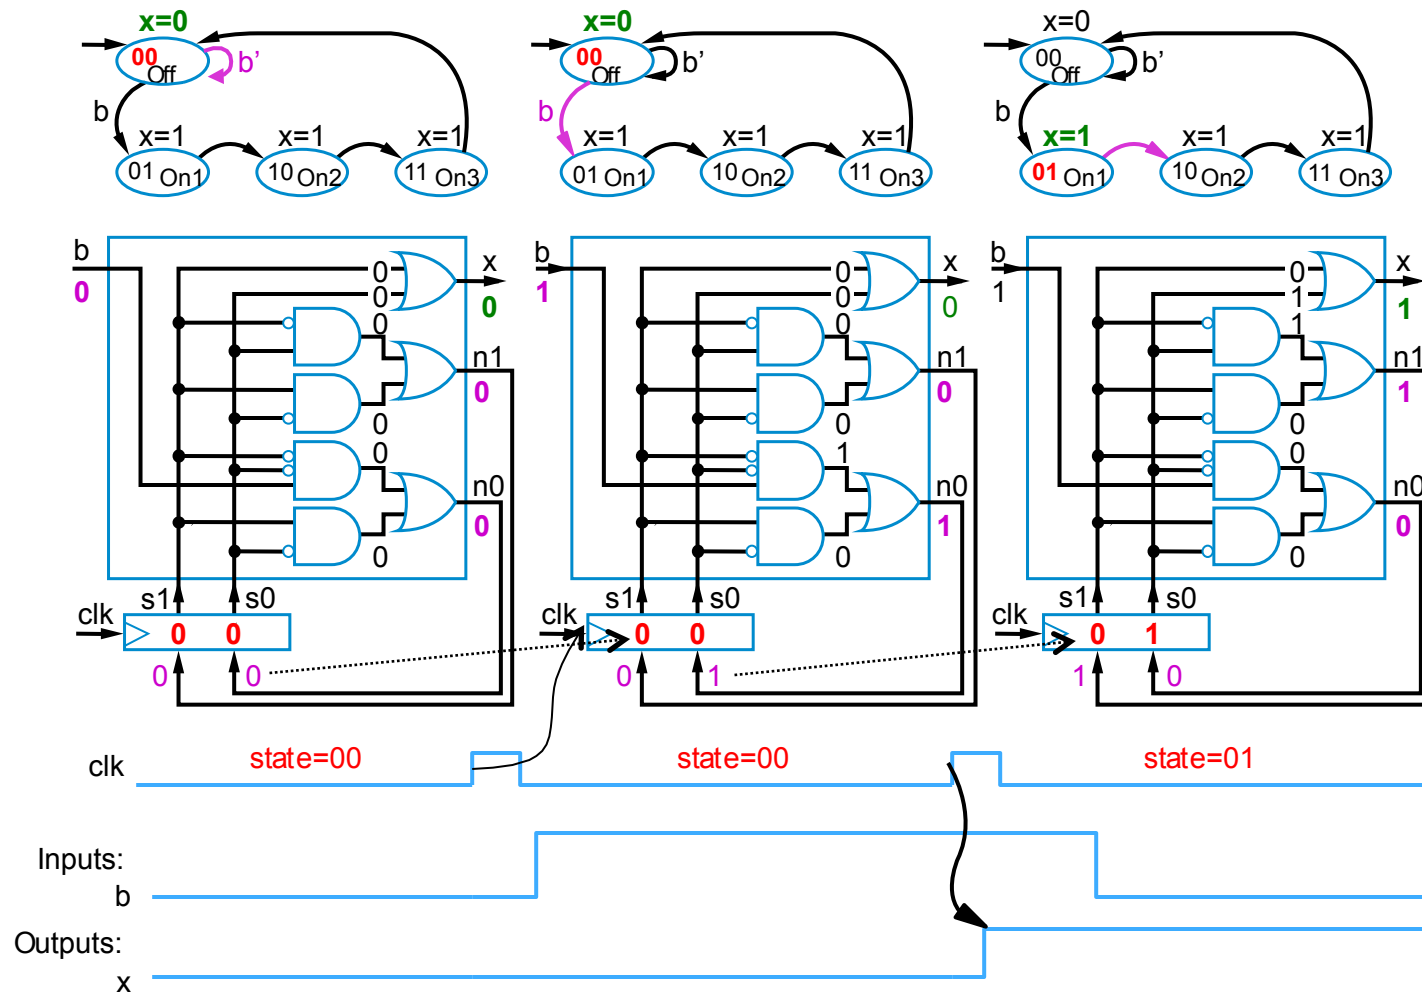 x=0 x=0 x=0
00 Off b’ 00 Off b’ 00 Off b’
b b b
x=1 x=1 x=1 x=1 x=1 x=1 x=1 x=1 x=1
01 On1 10 On2 11 On3 01 On1 10 On2 11 On3 01 On1 10 On2 11 On3
b x b x b x
0 0 0 0 1 0 0 0 1 0 1 1
0 0 1
n1 n1 n1
0 0 1
0 0 0
0 1 0
n0 n0 n0
0 1 0
0 0 0
s1 s0 s1 s0 s1 s0
clk 0 0 clk 0 0 clk 0 1
0 0 0 1 1 0
state=00 state=00 state=01
clk
Inputs:
b
Outputs:
x